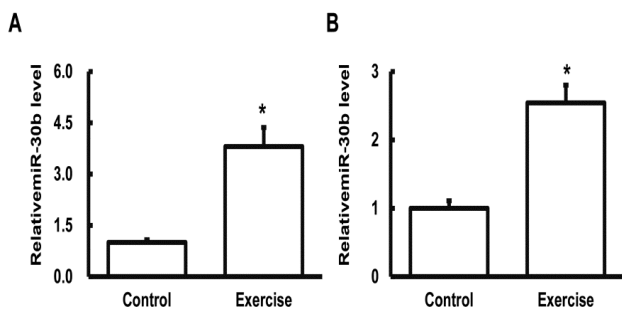 A
RelativemiR-30b level
6.0
4.5
3.0
1.5
0.0
*
Control
Exercise
B
RelativemiR-30b level
3
2
1
0
*
Control
Exercise